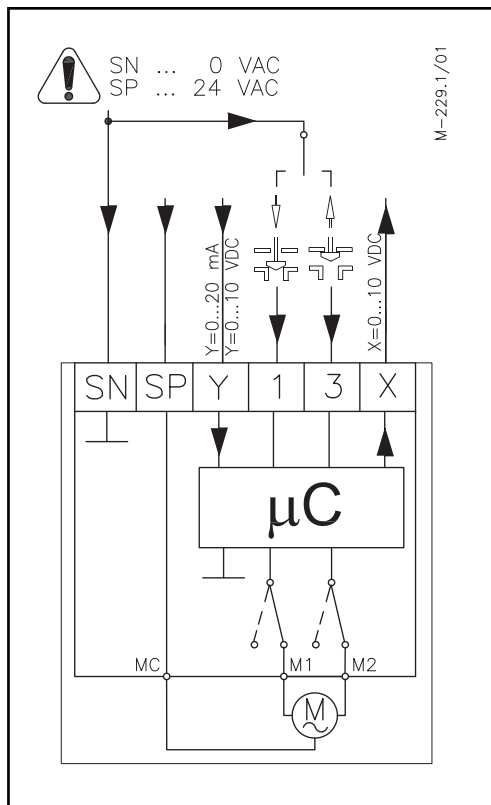 SN ... 0 VAC
SP ... 24 VAC
M-229.1/01
Y=0...20 mA
Y=0...10 VDC
X=0...10 VDC
SN SP Y 1 3 X
µC
MC M1 M2
M